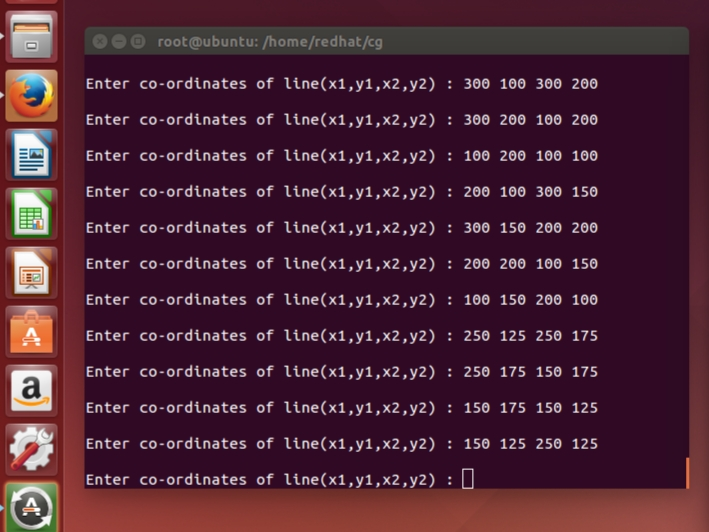 root@ubuntu: /home/redhat/cg
Enter co-ordinates of line(x1,y1,x2,y2) : 300 100 300 200
Enter co-ordinates of line(x1,y1,x2,y2) : 300 200 100 200
Enter co-ordinates of line(x1,y1,x2,y2) : 100 200 100 100
Enter co-ordinates of line(x1,y1,x2,y2) : 200 100 300 150
Enter co-ordinates of line(x1,y1,x2,y2) : 300 150 200 200
Enter co-ordinates of line(x1,y1,x2,y2) : 200 200 100 150
Enter co-ordinates of line(x1,y1,x2,y2) : 100 150 200 100
Enter co-ordinates of line(x1,y1,x2,y2) : 250 125 250 175
Enter co-ordinates of line(x1,y1,x2,y2) : 250 175 150 175
Enter co-ordinates of line(x1,y1,x2,y2) : 150 175 150 125
Enter co-ordinates of line(x1,y1,x2,y2) : 150 125 250 125
Enter co-ordinates of line(x1,y1,x2,y2) :